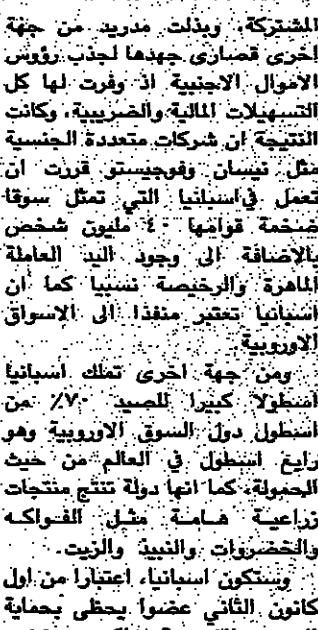 المشتركة، وبذلت مدريد من جهة
اخرى قصارى جهدها لجذب رؤوس
الاموال الاجنبية اذ وفرت لها كل
التسهيلات المالية والضريبية، وكانت
النتيجة ان شركات متعددة الجنسية
مثل نيسان وفوجيستو قررت ان
تعمل في اسبانيا التي تمثل سوقا
ضخمة قوامها ٤٠ مليون شخص
بالاضافة الى وجود اليد العاملة
الماهرة والرخيصة نسبيا كما ان
اسبانيا تعتبر منفذا الى الاسواق
الاوروبية.
ومن جهة اخرى تملك اسبانيا
اسطولا كبيرا للصيد ٧٠٪ من
اسطول دول السوق الاوروبية وهو
رابع اسطول في العالم من حيث
الحمولة، كما انها دولة تنتج منتجات
زراعية هامة مثل الفواكه
والخضروات والنبيذ والزيت.
وستكون اسبانيا، اعتبارا من اول
كانون الثاني عضوا يحظى بحماية